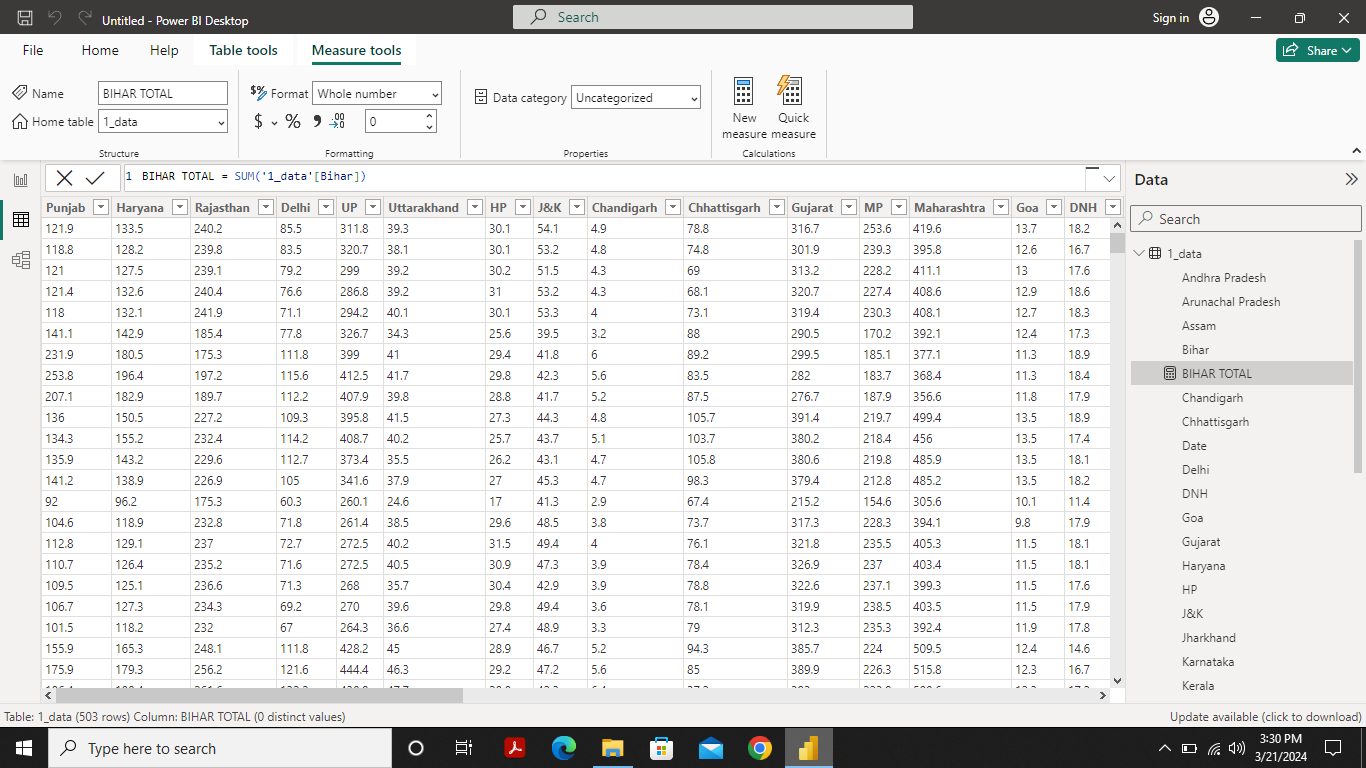 Untitled - Power BI Desktop
Search
Sign in
File Home Help Table tools Measure tools
Share
Name BIHAR TOTAL
Home table 1_data
Structure
$% Format Whole number
$ % 9 .00 0
Formatting
Data category Uncategorized
Properties
New measure
Quick measure
Calculations
1 BIHAR TOTAL = SUM('1_data'[Bihar])
Punjab Haryana Rajasthan Delhi UP Uttarakhand HP J&K Chandigarh Chhattisgarh Gujarat MP Maharashtra Goa DNH
121.9 133.5 240.2 85.5 311.8 39.3 30.1 54.1 4.9 78.8 316.7 253.6 419.6 13.7 18.2
118.8 128.2 239.8 83.5 320.7 38.1 30.1 53.2 4.8 74.8 301.9 239.3 395.8 12.6 16.7
121 127.5 239.1 79.2 299 39.2 30.2 51.5 4.3 69 313.2 228.2 411.1 13 17.6
121.4 132.6 240.4 76.6 286.8 39.2 31 53.2 4.3 68.1 320.7 227.4 408.6 12.9 18.6
118 132.1 241.9 71.1 294.2 40.1 30.1 53.3 4 73.1 319.4 230.3 408.1 12.7 18.3
141.1 142.9 185.4 77.8 326.7 34.3 25.6 39.5 3.2 88 290.5 170.2 392.1 12.4 17.3
231.9 180.5 175.3 111.8 399 41 29.4 41.8 6 89.2 299.5 185.1 377.1 11.3 18.9
253.8 196.4 197.2 115.6 412.5 41.7 29.8 42.3 5.6 83.5 282 183.7 368.4 11.3 18.4
207.1 182.9 189.7 112.2 407.9 39.8 28.8 41.7 5.2 87.5 276.7 187.9 356.6 11.8 17.9
136 150.5 227.2 109.3 395.8 41.5 27.3 44.3 4.8 105.7 391.4 219.7 499.4 13.5 18.9
134.3 155.2 232.4 114.2 408.7 40.2 25.7 43.7 5.1 103.7 380.2 218.4 456 13.5 17.4
135.9 143.2 229.6 112.7 373.4 35.5 26.2 43.1 4.7 105.8 380.6 219.8 485.9 13.5 18.1
141.2 138.9 226.9 105 341.6 37.9 27 45.3 4.7 98.3 379.4 212.8 485.2 13.5 18.2
92 96.2 175.3 60.3 260.1 24.6 17 41.3 2.9 67.4 215.2 154.6 305.6 10.1 11.4
104.6 118.9 232.8 71.8 261.4 38.5 29.6 48.5 3.8 73.7 317.3 228.3 394.1 9.8 17.9
112.8 129.1 237 72.7 272.5 40.2 31.5 49.4 4 76.1 321.8 235.5 405.3 11.5 18.1
110.7 126.4 235.2 71.6 272.5 40.5 30.9 47.3 3.9 78.4 326.9 237 403.4 11.5 18.1
109.5 125.1 236.6 71.3 268 35.7 30.4 42.9 3.9 78.8 322.6 237.1 399.3 11.5 17.6
106.7 127.3 234.3 69.2 270 39.6 29.8 49.4 3.6 78.1 319.9 238.5 403.5 11.5 17.9
101.5 118.2 232 67 264.3 36.6 27.4 48.9 3.3 79 312.3 235.3 392.4 11.9 17.8
155.9 165.3 248.1 111.8 428.2 45 28.9 46.7 5.2 94.3 385.7 224 509.5 12.4 14.6
175.9 179.3 256.2 121.6 444.4 46.3 29.2 47.2 5.6 85 389.9 226.3 515.8 12.3 16.7
Data
Search
1_data
Andhra Pradesh
Arunachal Pradesh
Assam
Bihar
BIHAR TOTAL
Chandigarh
Chhattisgarh
Date
Delhi
DNH
Goa
Gujarat
Haryana
HP
J&K
Jharkhand
Karnataka
Kerala
Table: 1_data (503 rows) Column: BIHAR TOTAL (0 distinct values)
Update available (click to download)
Type here to search
3:30 PM
3/21/2024